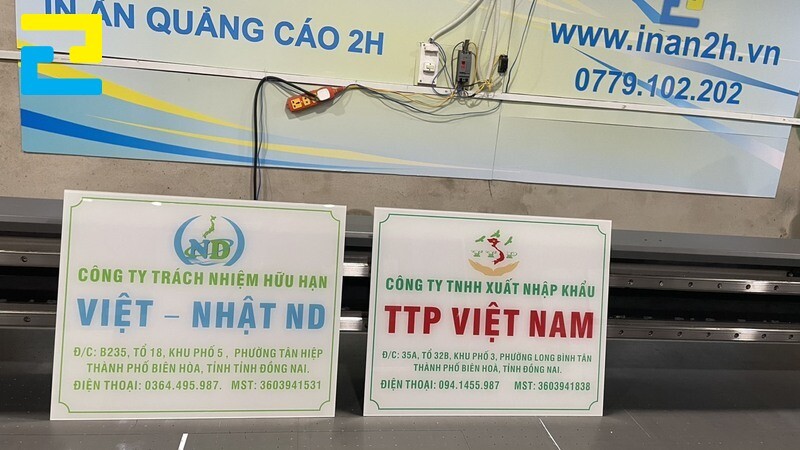 IN ẤN QUẢNG CÁO 2H
www.inan2h.vn
0779.102.202
ND
CÔNG TY TRÁCH NHIỆM HỮU HẠN
VIỆT – NHẬT ND
Đ/C: B235, TỔ 18, KHU PHỐ 5 , PHƯỜNG TÂN HIỆP
THÀNH PHỐ BIÊN HÒA, TỈNH TỈNH ĐỒNG NAI.
ĐIỆN THOẠI: 0364.495.987. MST: 3603941531
CÔNG TY TNHH XUẤT NHẬP KHẨU
TTP VIỆT NAM
Đ/C: 35A, TỔ 32B, KHU PHỐ 3, PHƯỜNG LONG BÌNH TÂN
THÀNH PHỐ BIÊN HOÀ, TỈNH ĐỒNG NAI.
ĐIỆN THOẠI: 094.1455.987 MST: 3603941838